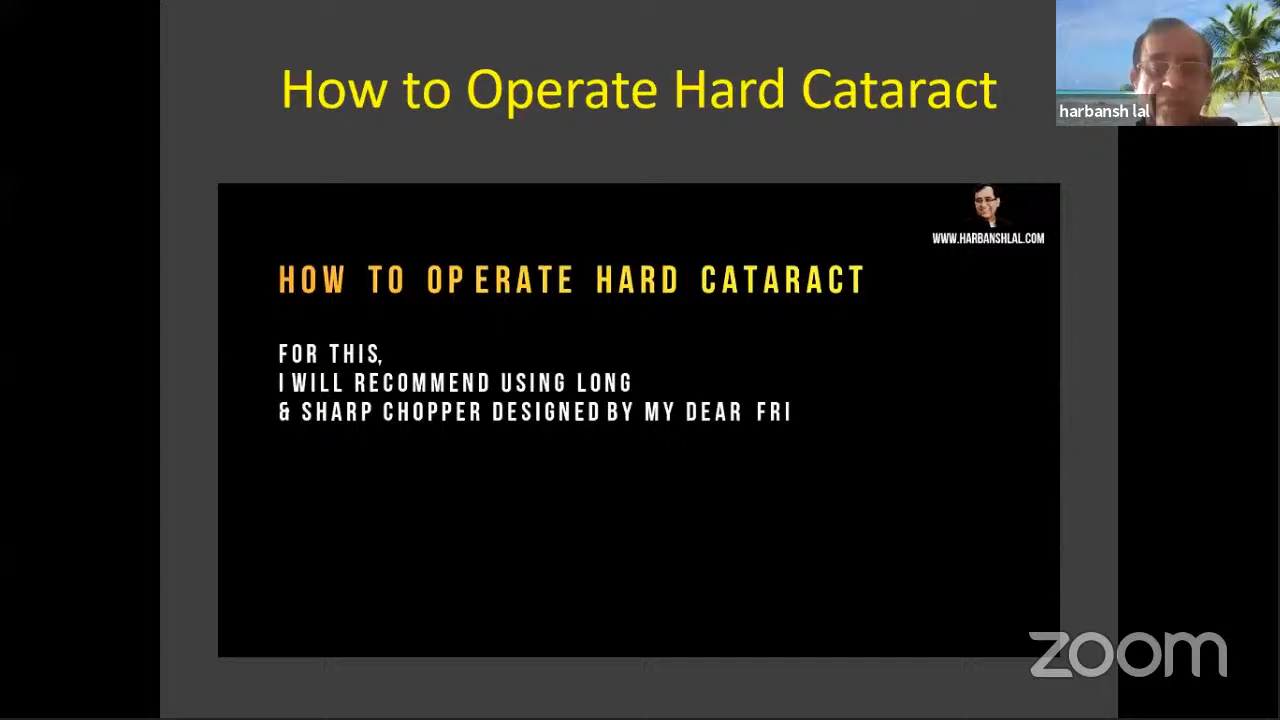 How to Operate Hard Cataract
harbansh lal
WWW.HARBANSHLAL.COM
HOW TO OPERATE HARD CATARACT
FOR THIS,
I WILL RECOMMEND USING LONG
& SHARP CHOPPER DESIGNED BY MY DEAR FRI
zoom